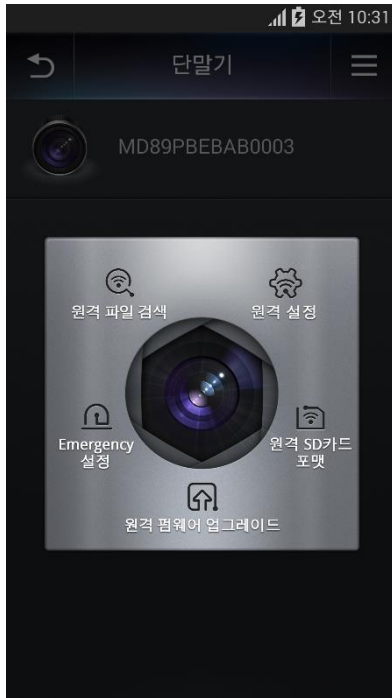 오전 10:31
단말기
MD89PBEBAB0003
원격 파일 검색
원격 설정
Emergency
설정
원격 SD카드
포맷
원격 펌웨어 업그레이드